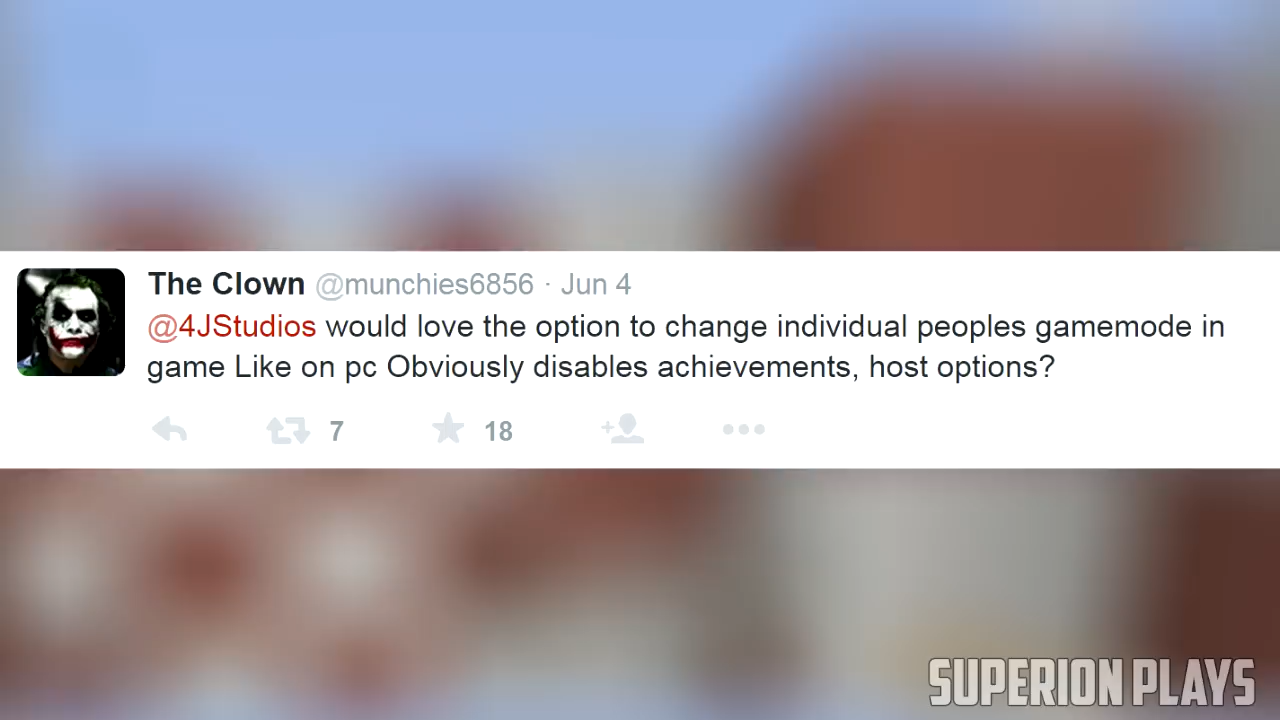 The Clown @munchies6856 · Jun 4
@4JStudios would love the option to change individual peoples gamemode in
game Like on pc Obviously disables achievements, host options?
7 18
SUPERION PLAYS